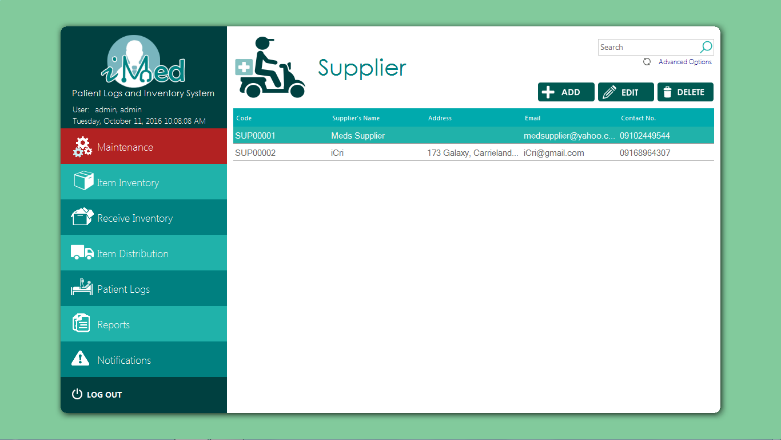 iMed
Patient Logs and Inventory System
User: admin, admin
Tuesday, October 11, 2016 10:08:08 AM
Maintenance
Item Inventory
Receive Inventory
Item Distribution
Patient Logs
Reports
Notifications
LOG OUT
Supplier
Search
Advanced Options
ADD EDIT DELETE
Code Supplier's Name Address Email Contact No.
SUP00001 Meds Supplier medsupplier@yahoo.c... 09102449544
SUP00002 iCri 173 Galaxy, Carrieland... iCri@gmail.com 09168964307